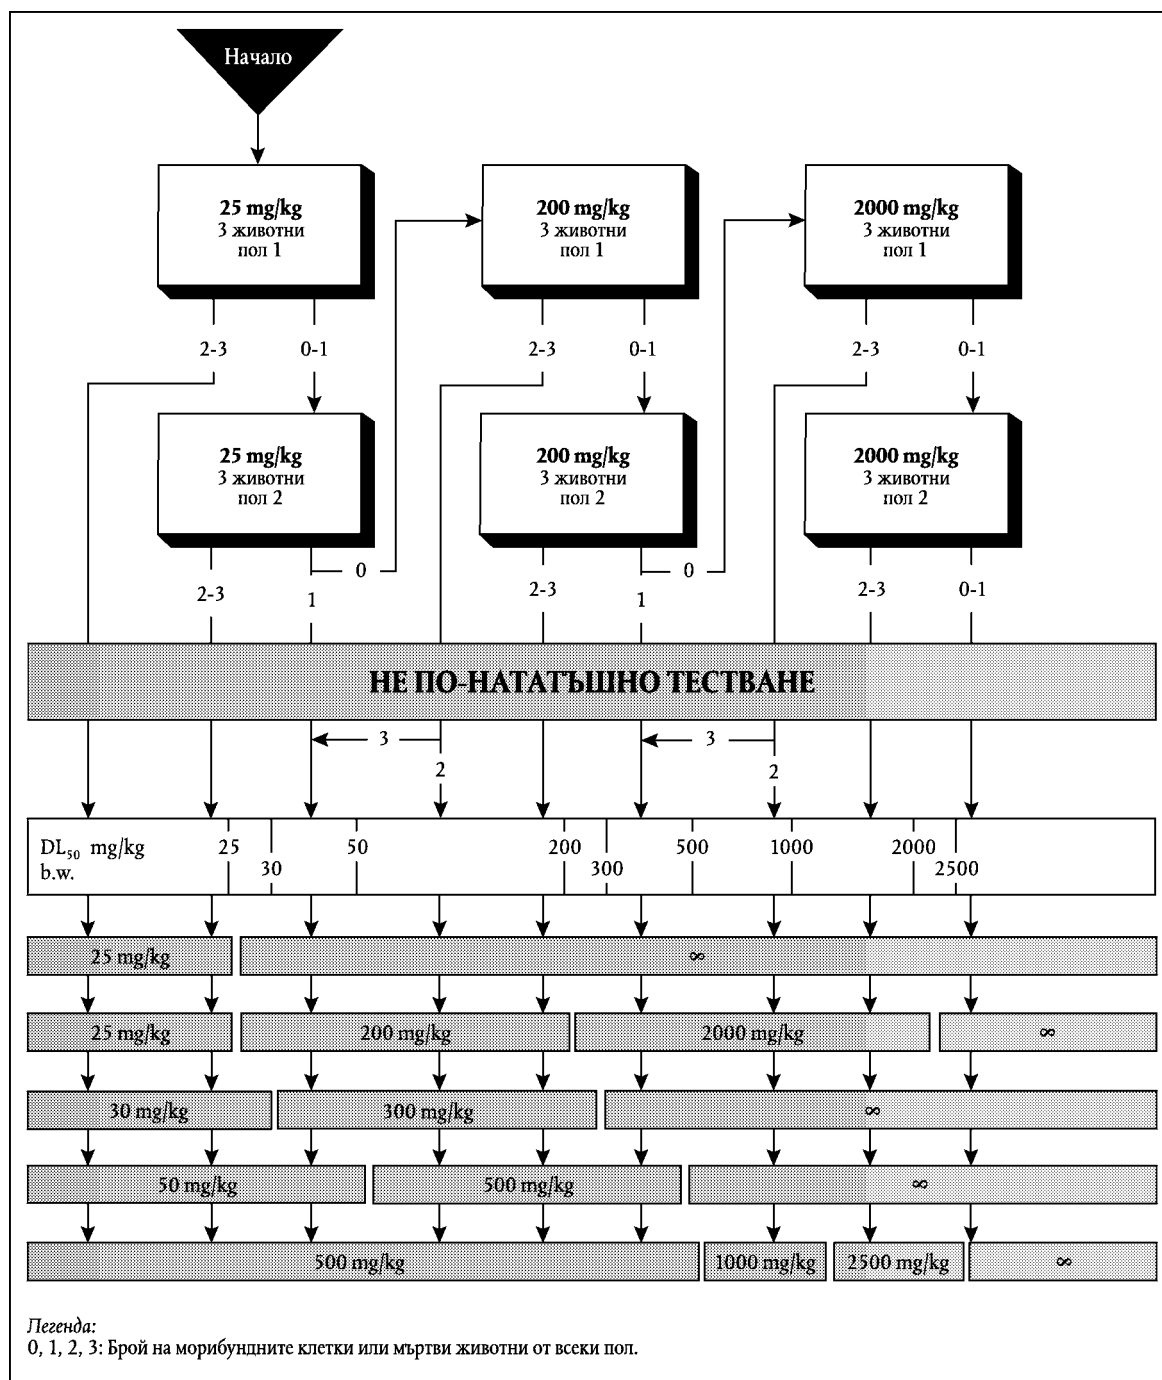 Начало
25 mg/kg
3 животни
пол 1
200 mg/kg
3 животни
пол 1
2000 mg/kg
3 животни
пол 1
2-3
0-1
2-3
0-1
2-3
0-1
25 mg/kg
3 животни
пол 2
200 mg/kg
3 животни
пол 2
2000 mg/kg
3 животни
пол 2
0
0
2-3
1
2-3
1
2-3
0-1
НЕ ПО-НАТАТЪШНО ТЕСТВАНЕ
3
3
2
2
DL₅₀ mg/kg
b.w.
25
30
50
200
300
500
1000
2000
2500
25 mg/kg
∞
25 mg/kg
200 mg/kg
2000 mg/kg
∞
30 mg/kg
300 mg/kg
∞
50 mg/kg
500 mg/kg
∞
500 mg/kg
1000 mg/kg
2500 mg/kg
∞
Легенда:
0, 1, 2, 3: Брой на морибундните клетки или мъртви животни от всеки пол.